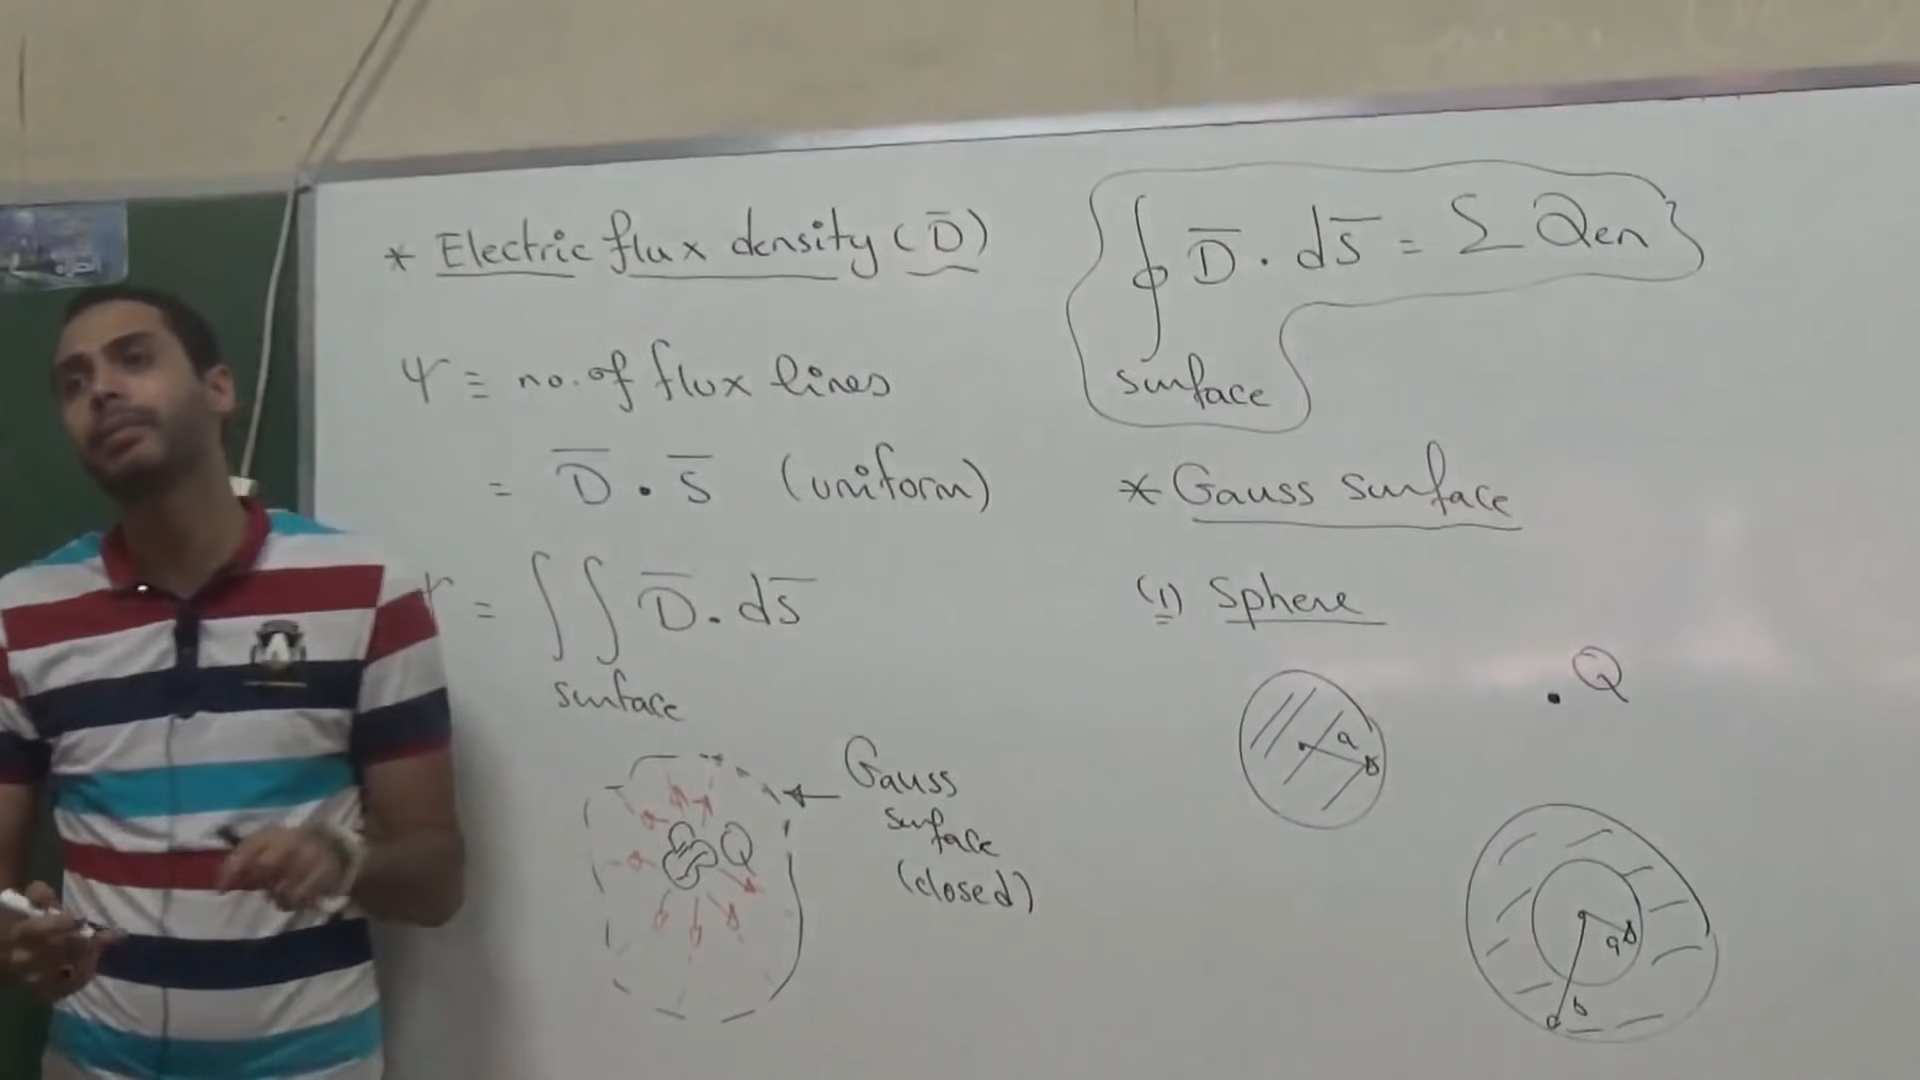 * Electric flux density (D̅)
Ψ ≡ no. of flux lines
= D̅ . S̅ (uniform)
Ψ = ∫∫ D̅ . dS̅
surface
Gauss
surface
(closed)
Q
∮ D̅ . dS̅ = Σ Qen
surface
* Gauss surface
(1) Sphere
a
Q
a
b